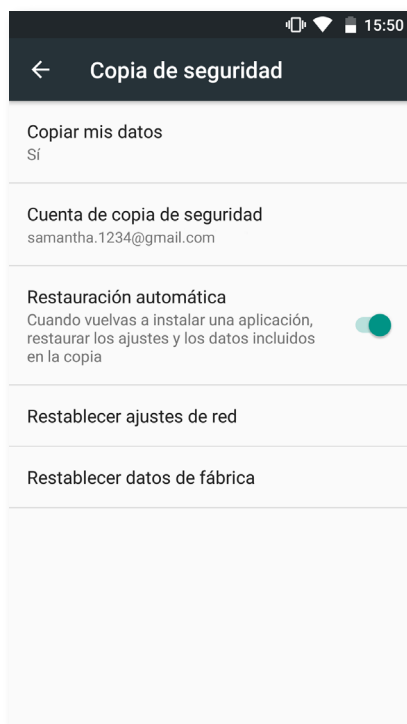 15:50
Copia de seguridad
Copiar mis datos
Sí
Cuenta de copia de seguridad
samantha.1234@gmail.com
Restauración automática
Cuando vuelvas a instalar una aplicación,
restaurar los ajustes y los datos incluidos
en la copia
Restablecer ajustes de red
Restablecer datos de fábrica